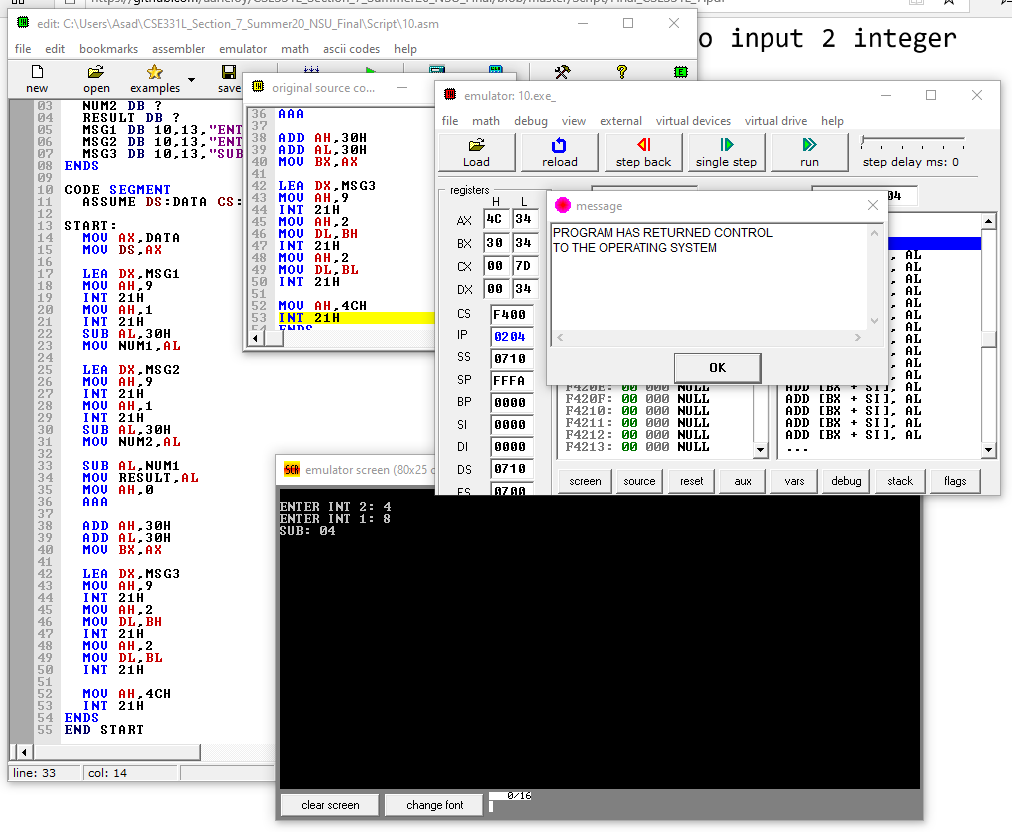 https://github.com/
o input 2 integer
edit: C:\Users\Asad\CSE331L_Section_7_Summer20_NSU_Final\Script\10.asm
file edit bookmarks assembler emulator math ascii codes help
new open examples save
03 NUM2 DB ?
04 RESULT DB ?
05 MSG1 DB 10,13,"ENT
06 MSG2 DB 10,13,"ENT
07 MSG3 DB 10,13,"SUB
08 ENDS
09
10 CODE SEGMENT
11 ASSUME DS:DATA CS:
12
13 START:
14 MOV AX,DATA
15 MOV DS,AX
16
17 LEA DX,MSG1
18 MOV AH,9
19 INT 21H
20 MOV AH,1
21 INT 21H
22 SUB AL,30H
23 MOV NUM1,AL
24
25 LEA DX,MSG2
26 MOV AH,9
27 INT 21H
28 MOV AH,1
29 INT 21H
30 SUB AL,30H
31 MOV NUM2,AL
32
33 SUB AL,NUM1
34 MOV RESULT,AL
35 MOV AH,0
36 AAA
37
38 ADD AH,30H
39 ADD AL,30H
40 MOV BX,AX
41
42 LEA DX,MSG3
43 MOV AH,9
44 INT 21H
45 MOV AH,2
46 MOV DL,BH
47 INT 21H
48 MOV AH,2
49 MOV DL,BL
50 INT 21H
51
52 MOV AH,4CH
53 INT 21H
54 ENDS
55 END START
line: 33 col: 14
original source co...
36 AAA
37
38 ADD AH,30H
39 ADD AL,30H
40 MOV BX,AX
41
42 LEA DX,MSG3
43 MOV AH,9
44 INT 21H
45 MOV AH,2
46 MOV DL,BH
47 INT 21H
48 MOV AH,2
49 MOV DL,BL
50 INT 21H
51
52 MOV AH,4CH
53 INT 21H
54 ENDS
emulator: 10.exe_
file math debug view external virtual devices virtual drive help
Load reload step back single step run step delay ms: 0
registers
04
H L
AX 4C 34
BX 30 34
CX 00 7D
DX 00 34
CS F400
IP 0204
SS 0710
SP FFFA
BP 0000
SI 0000
DI 0000
DS 0710
ES 0700
message
PROGRAM HAS RETURNED CONTROL
TO THE OPERATING SYSTEM
OK
, AL
, AL
, AL
, AL
, AL
, AL
, AL
, AL
, AL
, AL
, AL
F420E: 00 000 NULL ADD [BX + SI], AL
F420F: 00 000 NULL ADD [BX + SI], AL
F4210: 00 000 NULL ADD [BX + SI], AL
F4211: 00 000 NULL ADD [BX + SI], AL
F4212: 00 000 NULL ADD [BX + SI], AL
F4213: 00 000 NULL ...
screen source reset aux vars debug stack flags
emulator screen (80x25 c
ENTER INT 2: 4
ENTER INT 1: 8
SUB: 04
clear screen change font 0/16